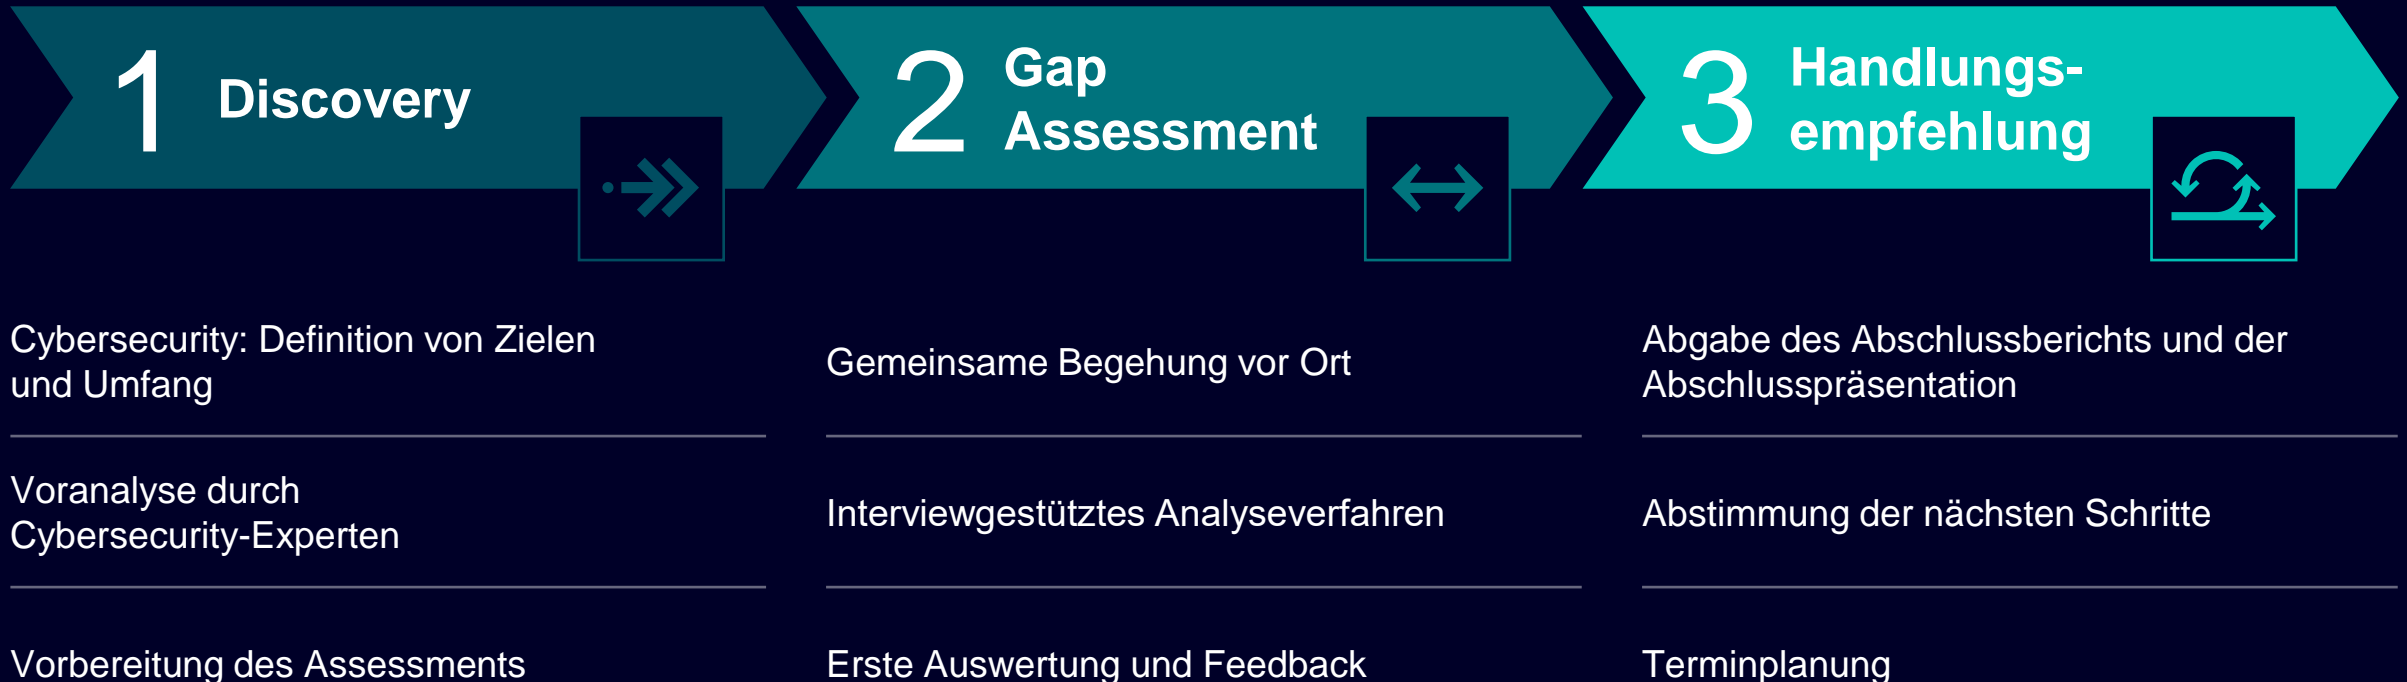 1 Discovery
2 Gap
Assessment
3 Handlungs-
empfehlung
Cybersecurity: Definition von Zielen
und Umfang
Voranalyse durch
Cybersecurity-Experten
Vorbereitung des Assessments
Gemeinsame Begehung vor Ort
Interviewgestütztes Analyseverfahren
Erste Auswertung und Feedback
Abgabe des Abschlussberichts und der
Abschlusspräsentation
Abstimmung der nächsten Schritte
Terminplanung